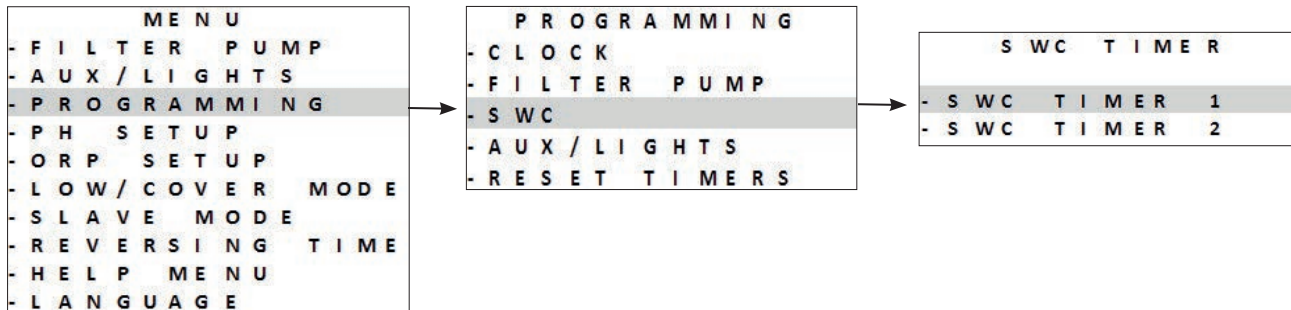 MENU
-FILTER PUMP
-AUX/LIGHTS
-PROGRAMMING
-PH SETUP
-ORP SETUP
-LOW/COVER MODE
-SLAVE MODE
-REVERSING TIME
-HELP MENU
-LANGUAGE
PROGRAMMING
-CLOCK
-FILTER PUMP
-SWC
-AUX/LIGHTS
-RESET TIMERS
SWC TIMER
-SWC TIMER 1
-SWC TIMER 2